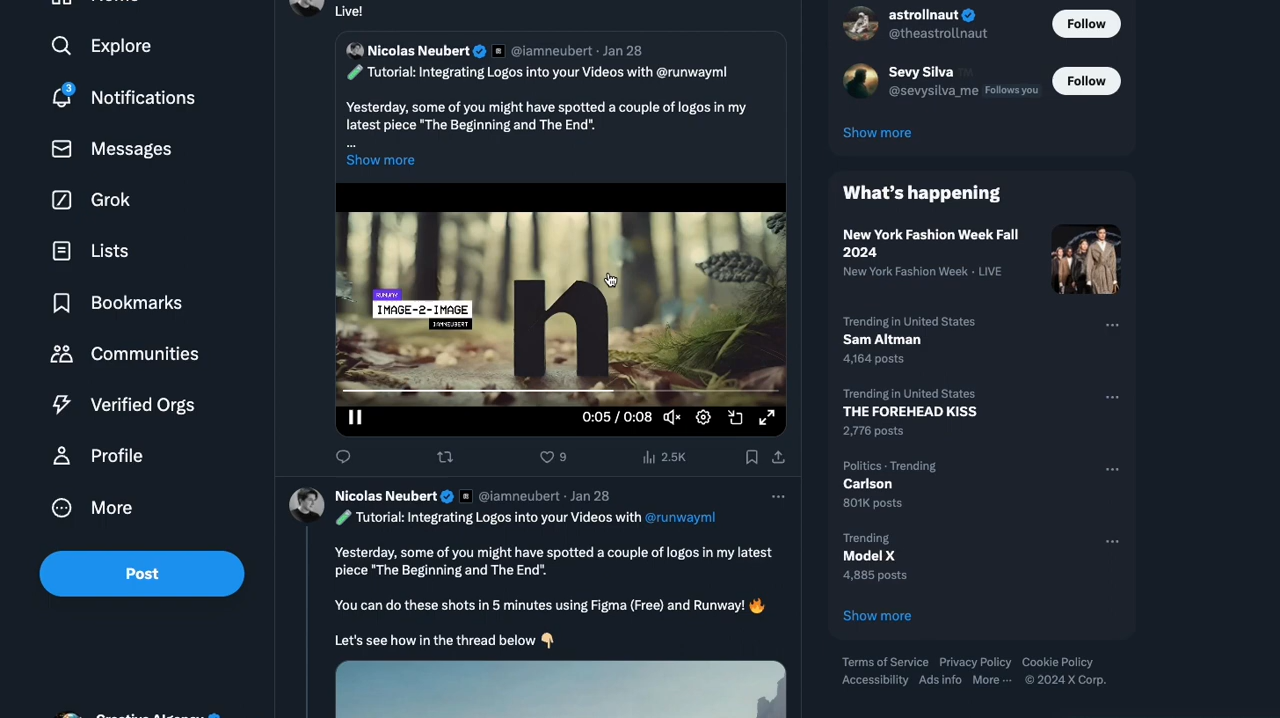 Home
Explore
3
Notifications
Messages
Grok
Lists
Bookmarks
Communities
Verified Orgs
Profile
More
Post
Creative AIgency
Live!
Nicolas Neubert @iamneubert · Jan 28
🧪 Tutorial: Integrating Logos into your Videos with @runwayml
Yesterday, some of you might have spotted a couple of logos in my
latest piece "The Beginning and The End".
...
Show more
RUNWAY
IMAGE-2-IMAGE
IAMNEUBERT
n
0:05 / 0:08
9
2.5K
Nicolas Neubert @iamneubert · Jan 28
🧪 Tutorial: Integrating Logos into your Videos with @runwayml
Yesterday, some of you might have spotted a couple of logos in my latest
piece "The Beginning and The End".
You can do these shots in 5 minutes using Figma (Free) and Runway! 🔥
Let's see how in the thread below 👇🏼
astrollnaut
@theastrollnaut
Follow
Sevy Silva ™
@sevysilva_me Follows you
Follow
Show more
What's happening
New York Fashion Week Fall
2024
New York Fashion Week · LIVE
Trending in United States
Sam Altman
4,164 posts
Trending in United States
THE FOREHEAD KISS
2,776 posts
Politics · Trending
Carlson
801K posts
Trending
Model X
4,885 posts
Show more
Terms of Service Privacy Policy Cookie Policy
Accessibility Ads info More ··· © 2024 X Corp.